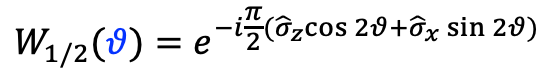 W_{1/2}(ϑ) = e^{-i\frac{π}{2}(\hat{σ}_z cos 2ϑ + \hat{σ}_x sin 2ϑ)}